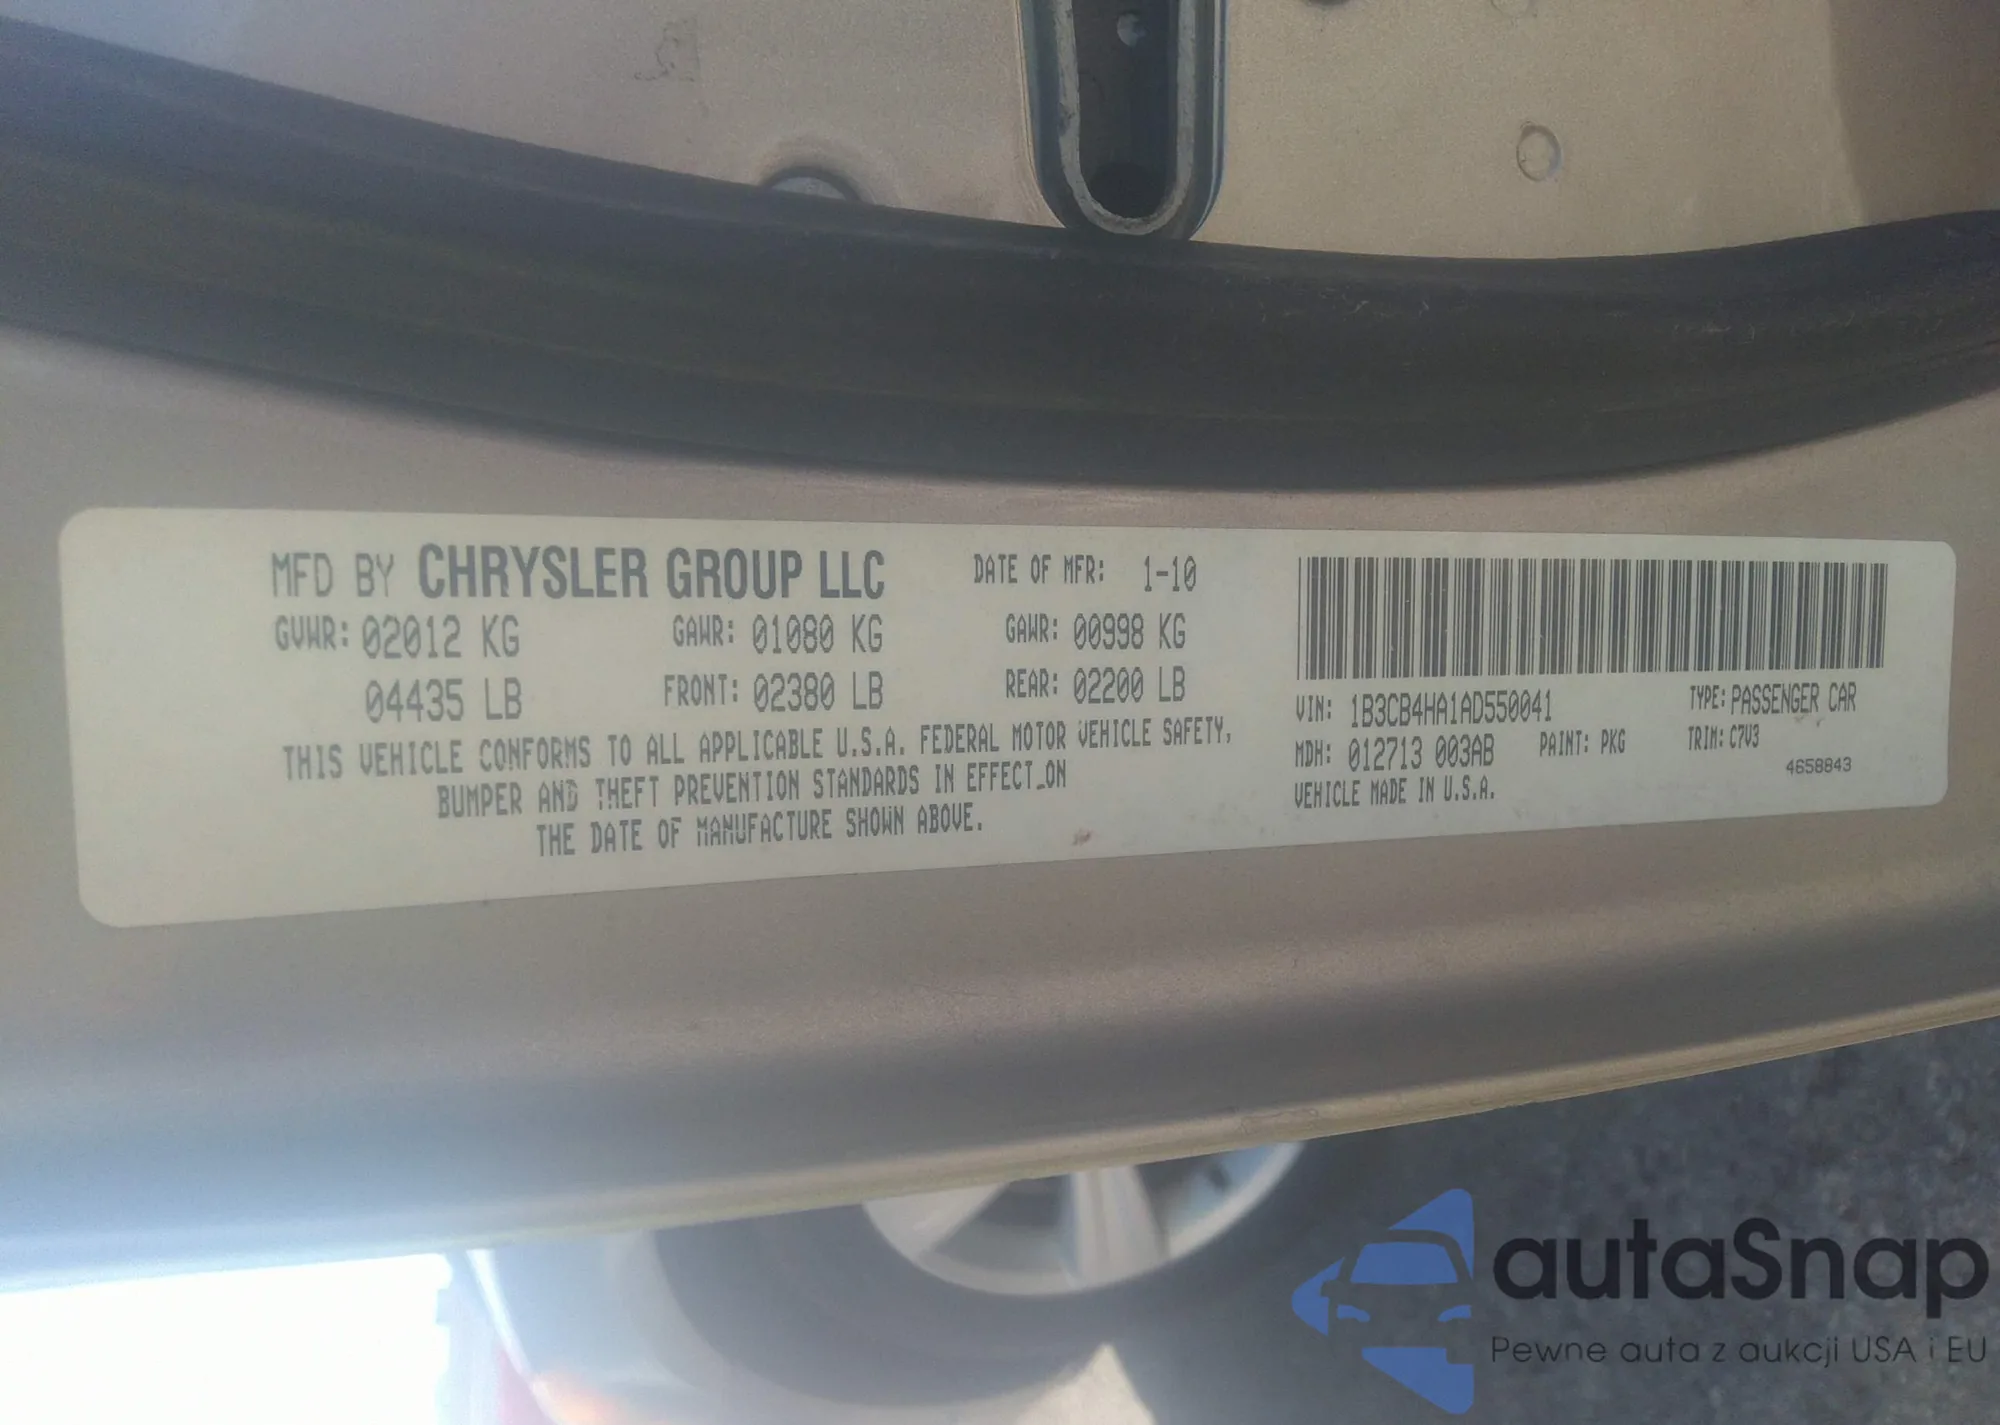 MFD BY CHRYSLER GROUP LLC DATE OF MFR: 1-10
GVWR: 02012 KG GAWR: 01080 KG GAWR: 00998 KG
04435 LB FRONT: 02380 LB REAR: 02200 LB
THIS VEHICLE CONFORMS TO ALL APPLICABLE U.S.A. FEDERAL MOTOR VEHICLE SAFETY,
BUMPER AND THEFT PREVENTION STANDARDS IN EFFECT ON
THE DATE OF MANUFACTURE SHOWN ABOVE.
VIN: 1B3CB4HA1AD550041 TYPE: PASSENGER CAR
MDH: 012713 003AB PAINT: PKG TRIM: C7V3
VEHICLE MADE IN U.S.A. 4658843
autaSnap
Pewne auta z aukcji USA i EU